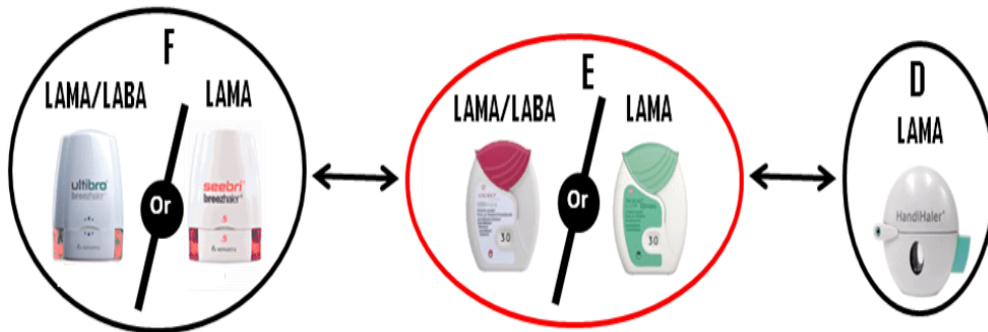 F
LAMA/LABA
LAMA
ultibro
breezhaler
Or
seebri
breezhaler
E
LAMA/LABA
LAMA
30
Or
30
D
LAMA
HandiHaler